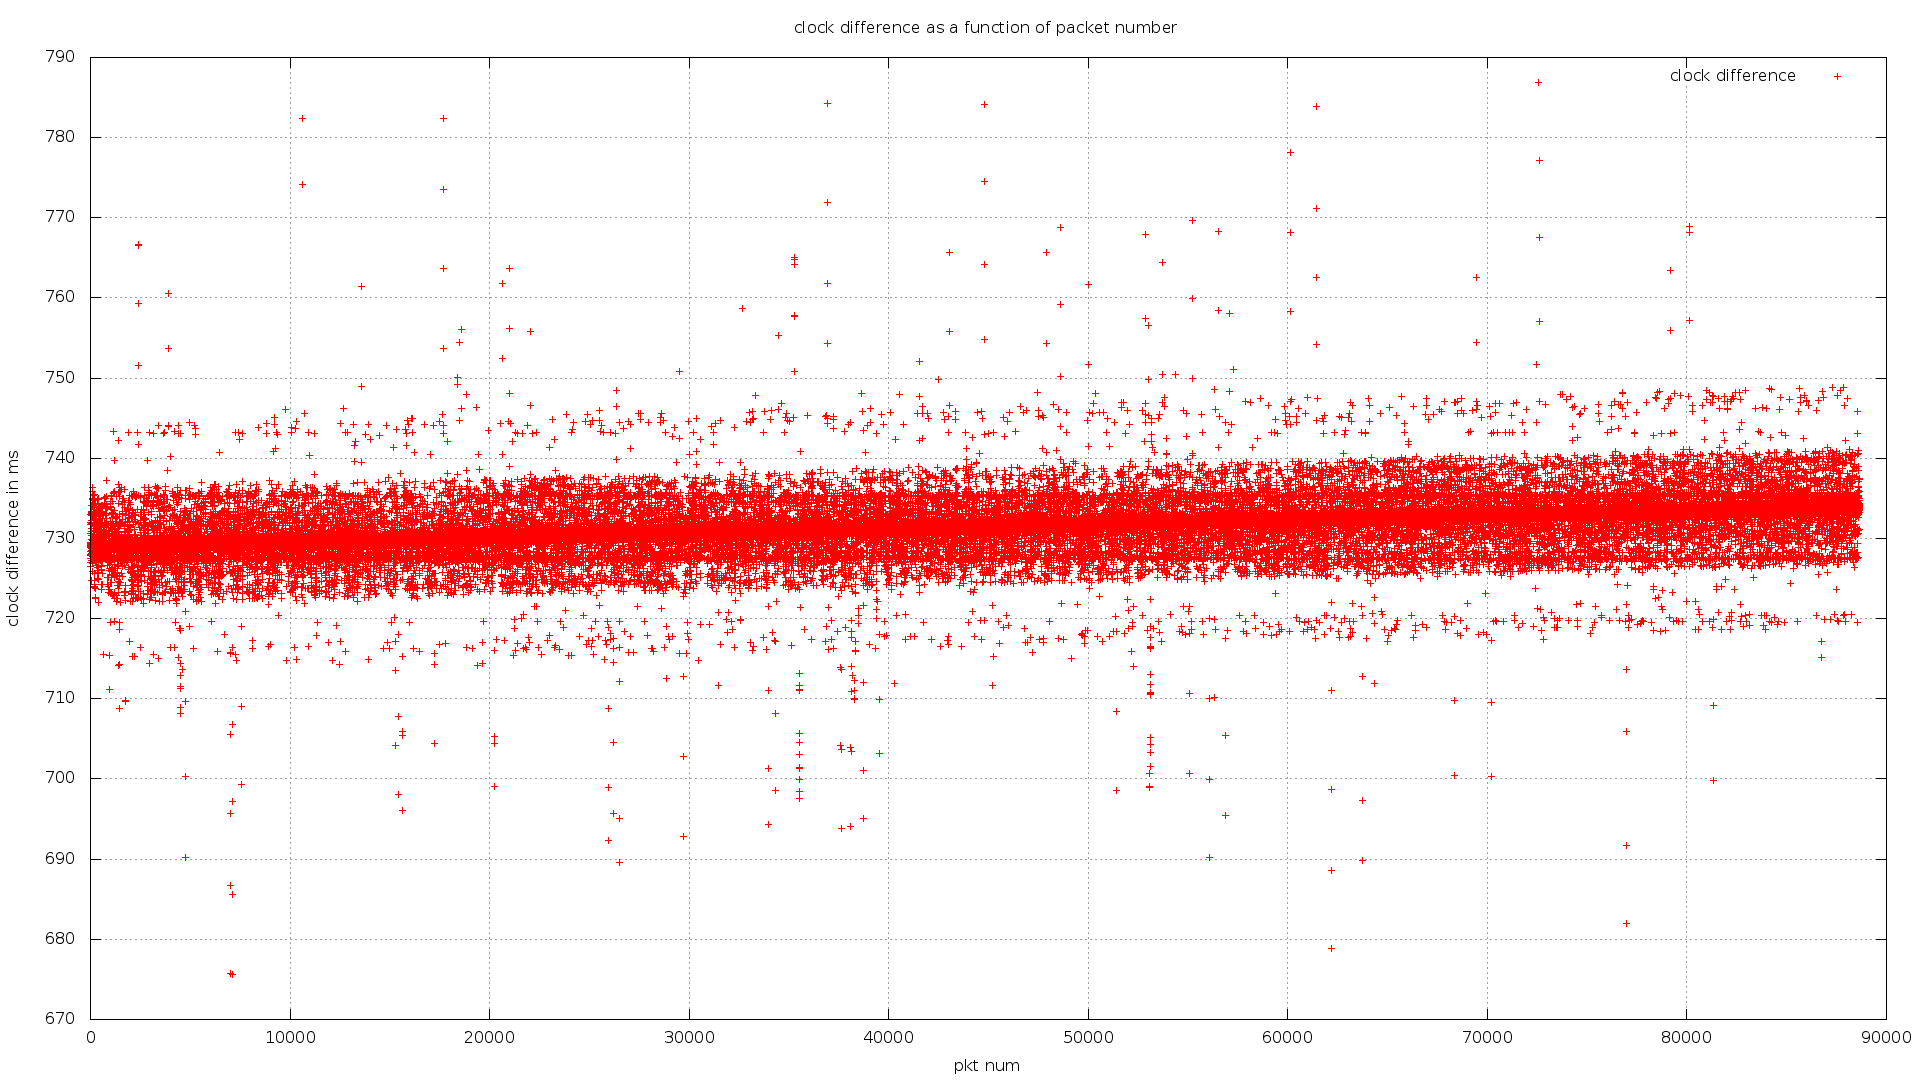 clock difference as a function of packet number
clock difference
clock difference in ms
790
780
770
760
750
740
730
720
710
700
690
680
670
0 10000 20000 30000 40000 50000 60000 70000 80000 90000
pkt num